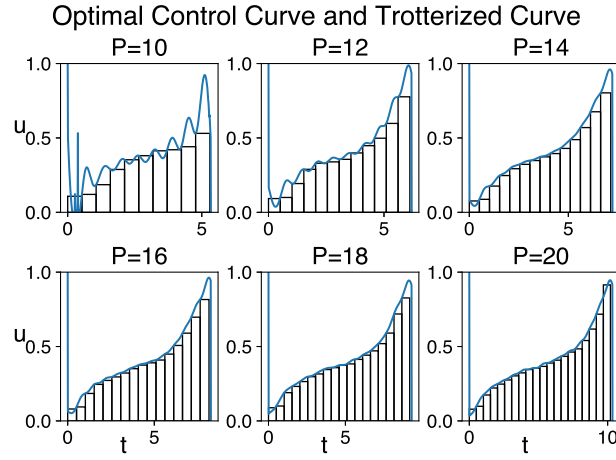 Optimal Control Curve and Trotterized Curve
P=10 P=12 P=14
1.0 1.0 1.0
u 0.5 0.5 0.5
0.0 0.0 0.0
0 5 0 5 0 5
P=16 P=18 P=20
1.0 1.0 1.0
u 0.5 0.5 0.5
0.0 0.0 0.0
0 5 0 5 0 10
t t t